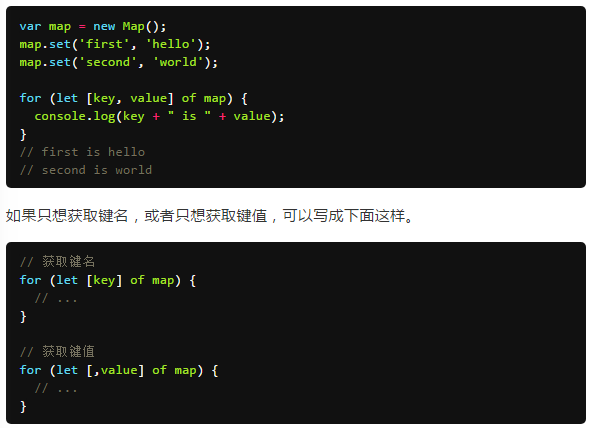 var map = new Map();
map.set('first', 'hello');
map.set('second', 'world');

for (let [key, value] of map) {
  console.log(key + " is " + value);
}
// first is hello
// second is world

如果只想获取键名，或者只想获取键值，可以写成下面这样。

// 获取键名
for (let [key] of map) {
  // ...
}

// 获取键值
for (let [,value] of map) {
  // ...
}